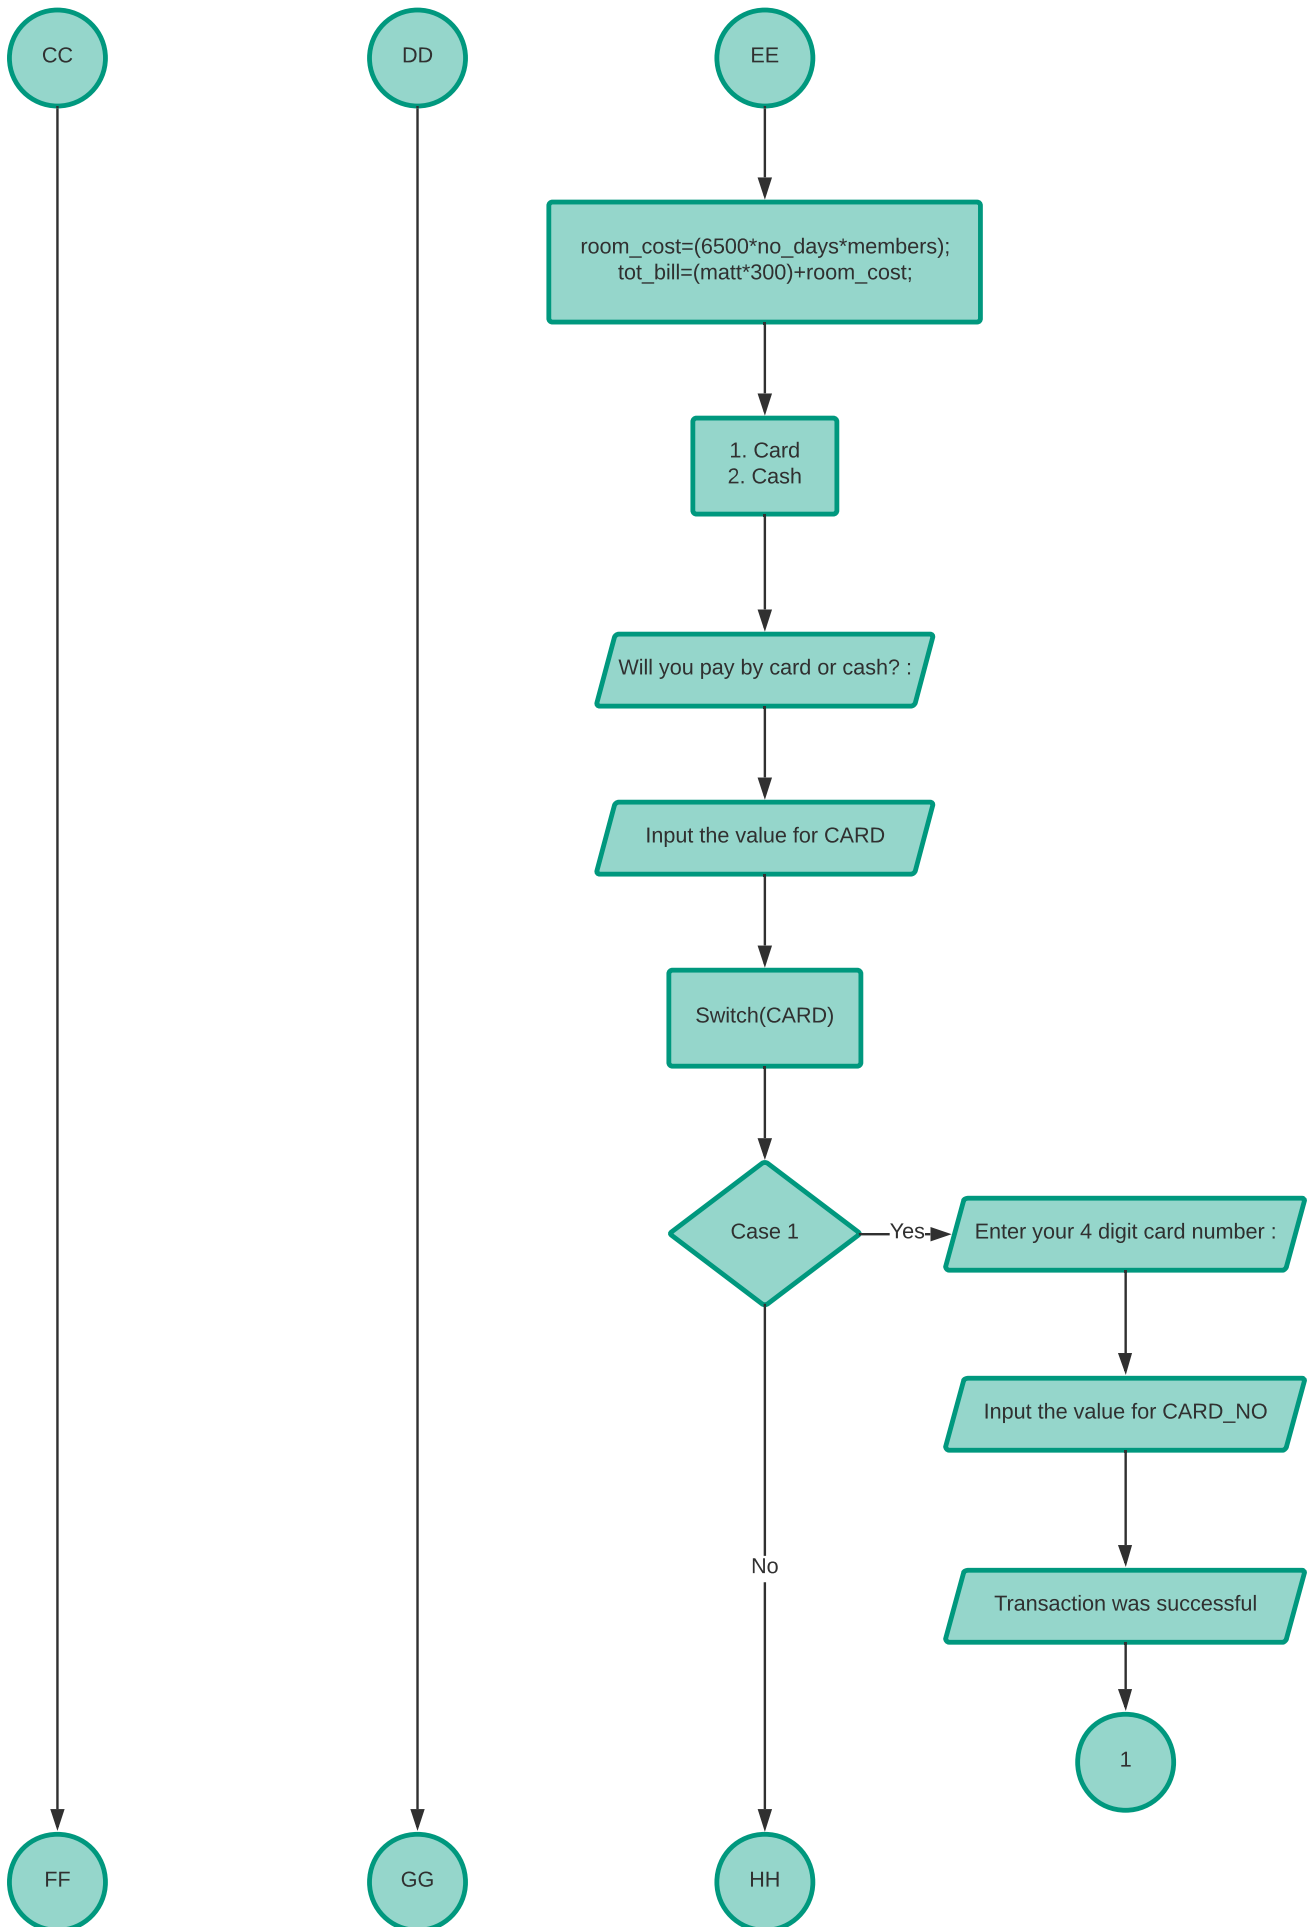 CC
DD
EE
room_cost=(6500*no_days*members);
tot_bill=(matt*300)+room_cost;
1. Card
2. Cash
Will you pay by card or cash? :
Input the value for CARD
Switch(CARD)
Case 1
Yes
Enter your 4 digit card number :
Input the value for CARD_NO
No
Transaction was successful
1
FF
GG
HH